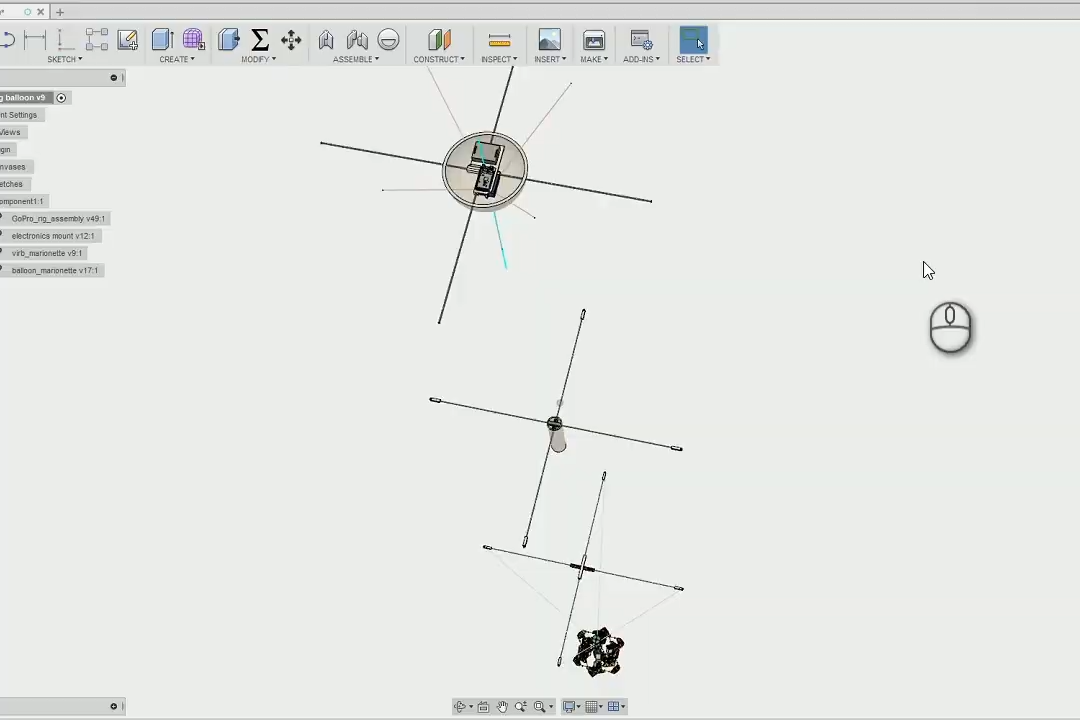 SKETCH
CREATE
MODIFY
ASSEMBLE
CONSTRUCT
INSPECT
INSERT
MAKE
ADD-INS
SELECT
g balloon v9
nt Settings
Views
gin
nvases
etches
omponent1:1
GoPro_rig_assembly v49:1
electronics mount v12:1
virb_marionette v9:1
balloon_marionette v17:1